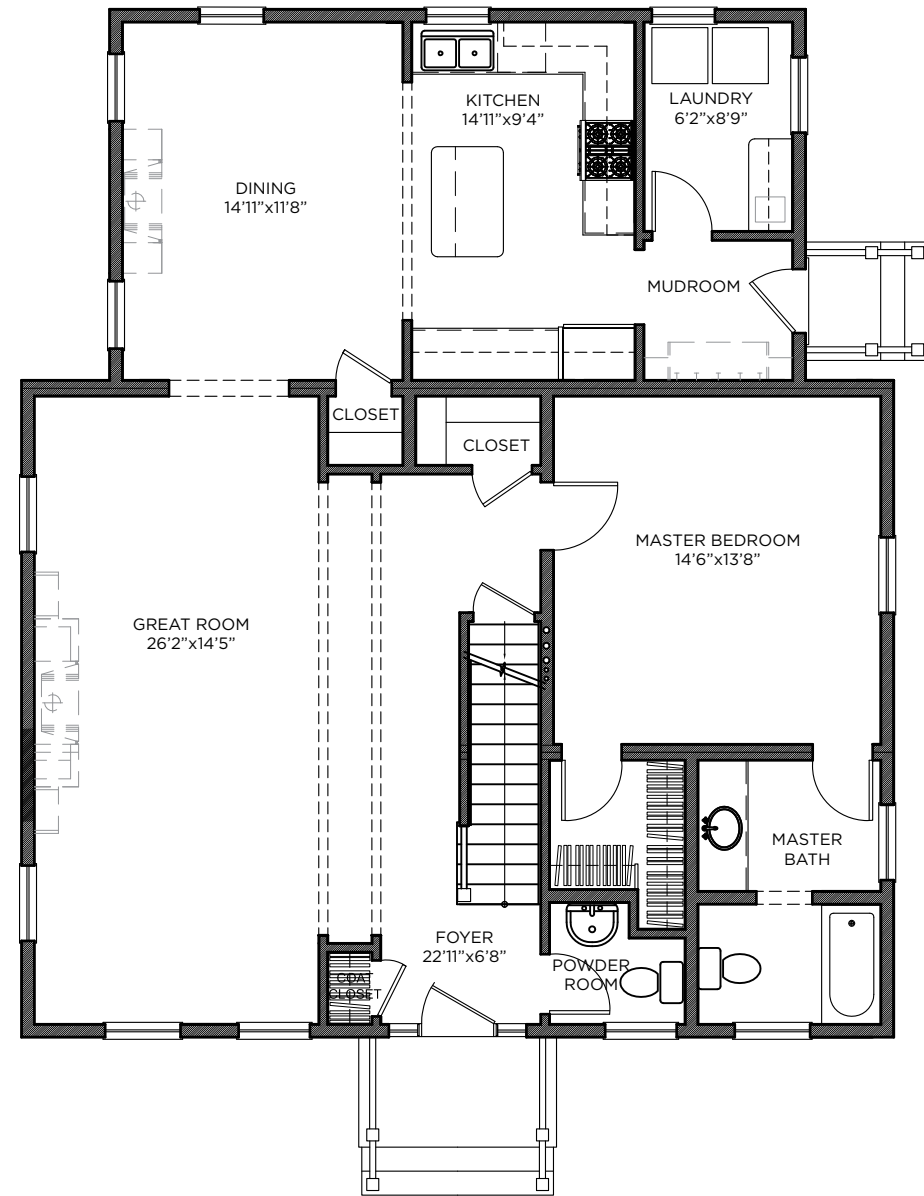 KITCHEN
14'11"x9'4"
LAUNDRY
6'2"x8'9"
DINING
14'11"x11'8"
MUDROOM
CLOSET
CLOSET
MASTER BEDROOM
14'6"x13'8"
GREAT ROOM
26'2"x14'5"
MASTER
BATH
FOYER
22'11"x6'8"
POWDER
ROOM
COAT
CLOSET